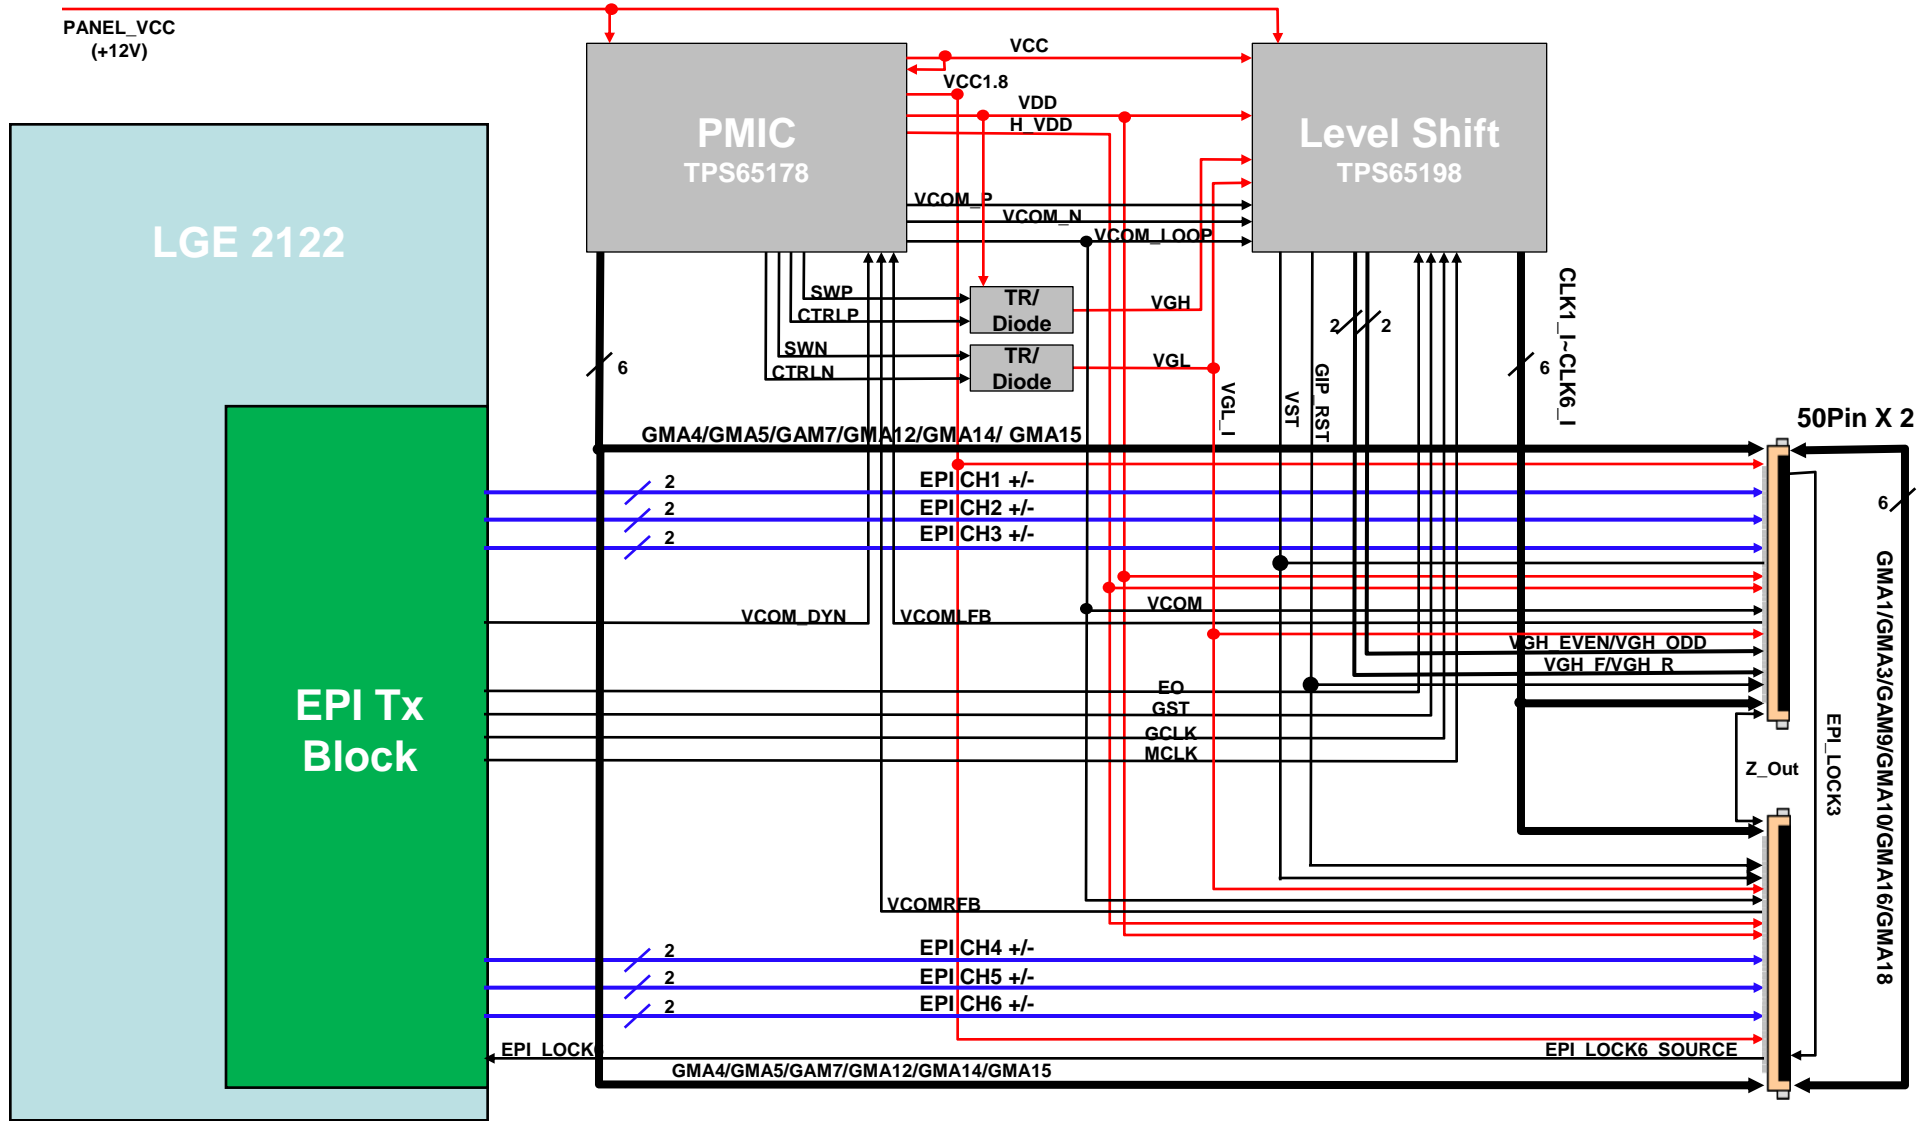 PANEL_VCC
(+12V)
VCC
VCC1.8
VDD
H_VDD
PMIC
TPS65178
Level Shift
TPS65198
VCOM_P
VCOM_N
VCOM_LOOP
LGE 2122
SWP
CTRLP
SWN
CTRLN
TR/
Diode
TR/
Diode
VGH
VGL
VGL_I
VST
GIP_RST
2
2
6
6
CLK1_I~CLK6_I
50Pin X 2
GMA4/GMA5/GAM7/GMA12/GMA14/ GMA15
2
EPI CH1 +/-
2
EPI CH2 +/-
2
EPI CH3 +/-
6
GMA1/GMA3/GAM9/GMA10/GMA16/GMA18
VCOM_DYN
VCOMLFB
VCOM
VGH_EVEN/VGH_ODD
VGH_F/VGH_R
EPI Tx
Block
EO
GST
GCLK
MCLK
Z_Out
EPI_LOCK3
VCOMRFB
2
EPI CH4 +/-
2
EPI CH5 +/-
2
EPI CH6 +/-
EPI_LOCK6
EPI_LOCK6_SOURCE
GMA4/GMA5/GAM7/GMA12/GMA14/GMA15